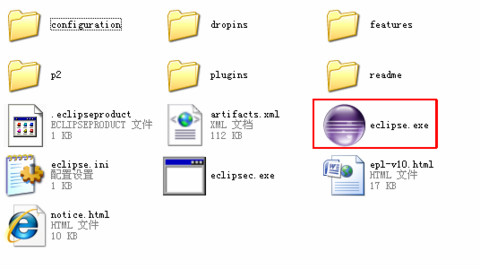 configuration
dropins
features
p2
plugins
readme
.eclipseproduct
ECLIPSEPRODUCT 文件
1 KB
artifacts.xml
XML 文档
112 KB
eclipse.exe
eclipse.ini
配置设置
1 KB
eclipsec.exe
epl-v10.html
HTML 文件
17 KB
notice.html
HTML 文件
10 KB